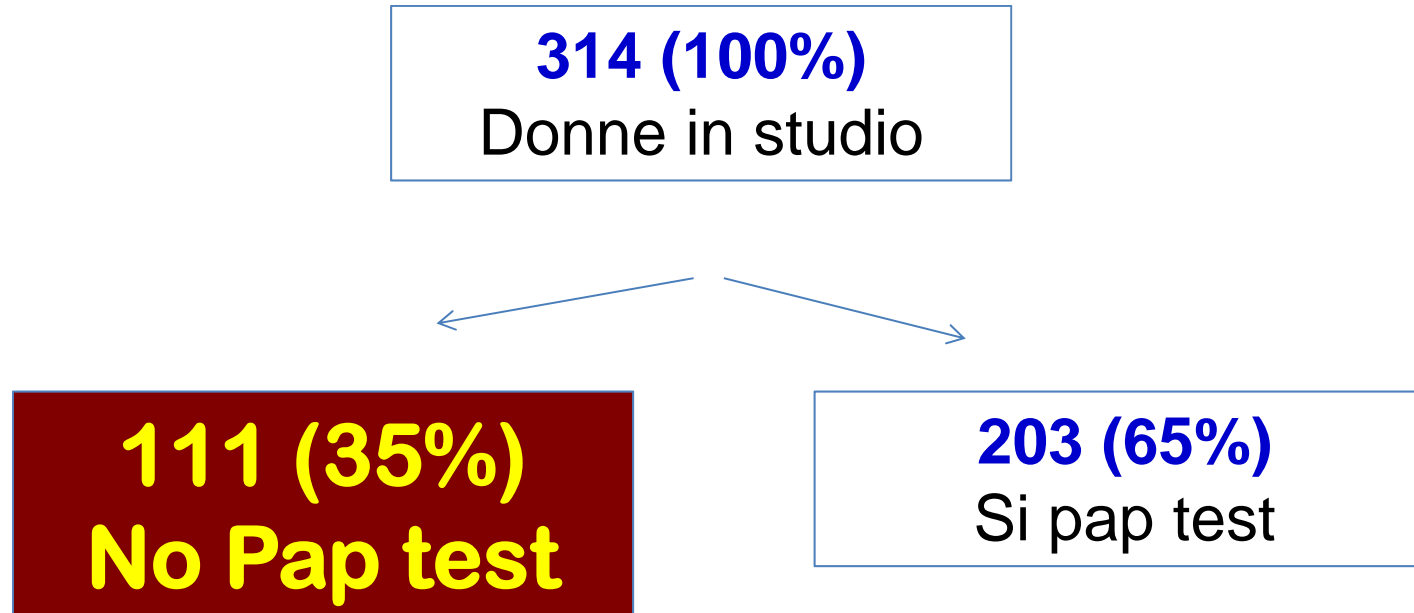 314 (100%)
Donne in studio
111 (35%)
No Pap test
203 (65%)
Si pap test